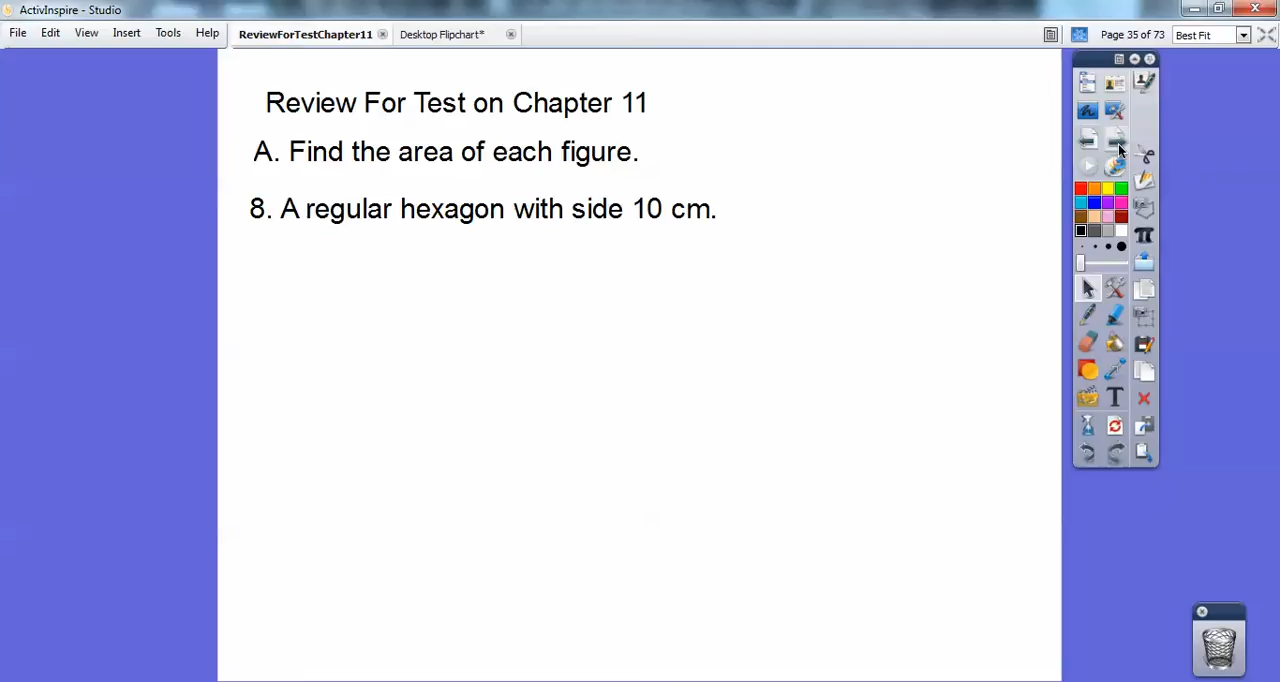 ActivInspire - Studio
File Edit View Insert Tools Help
ReviewForTestChapter11 Desktop Flipchart*
Page 35 of 73 Best Fit
Review For Test on Chapter 11
A. Find the area of each figure.
8. A regular hexagon with side 10 cm.